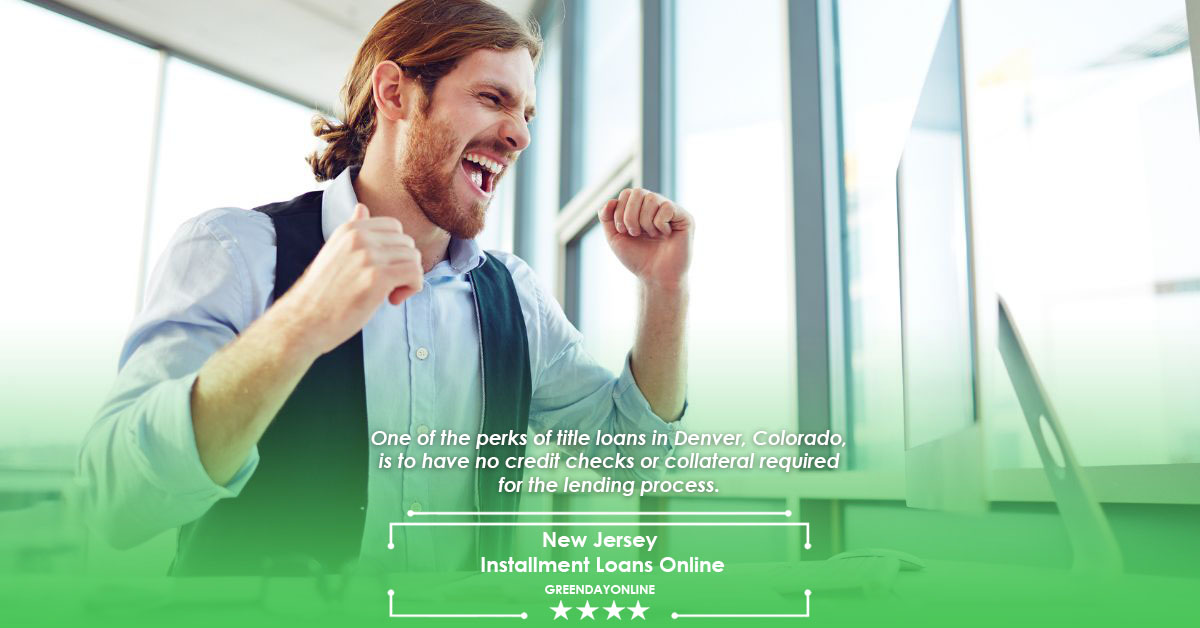 One of the perks of title loans in Denver, Colorado,
is to have no credit checks or collateral required
for the lending process.
New Jersey
Installment Loans Online
GREENDAYONLINE